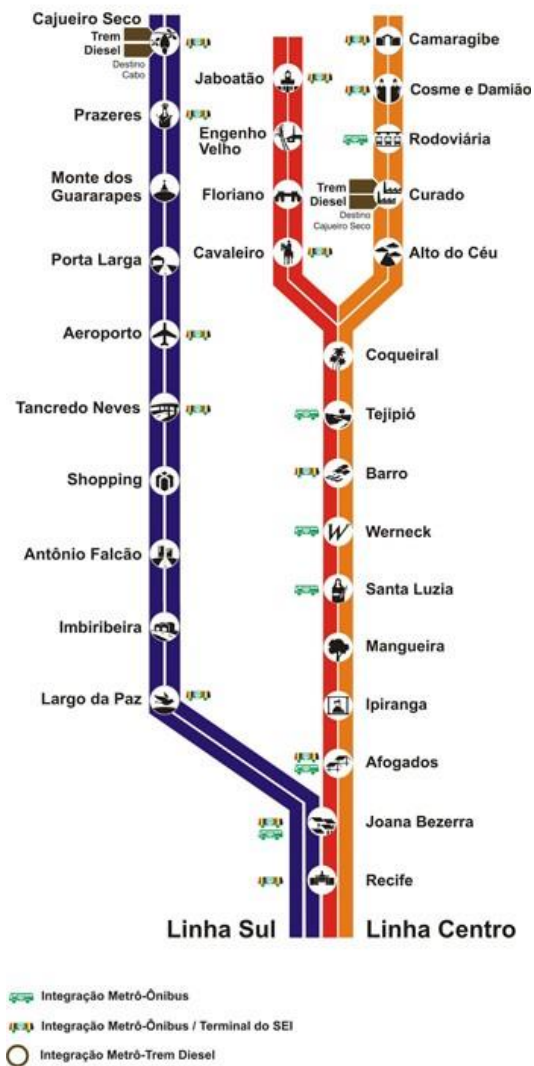 Cajueiro Seco
Trem
Diesel
Destino
Cabo
Prazeres
Monte dos
Guararapes
Porta Larga
Aeroporto
Tancredo Neves
Shopping
Antônio Falcão
Imbiribeira
Largo da Paz
Jaboatão
Engenho
Velho
Floriano
Cavaleiro
Camaragibe
Cosme e Damião
Rodoviária
Trem
Diesel
Destino
Cajueiro Seco
Curado
Alto do Céu
Coqueiral
Tejipió
Barro
Werneck
Santa Luzia
Mangueira
Ipiranga
Afogados
Joana Bezerra
Recife
Linha Sul
Linha Centro
Integração Metrô-Ônibus
Integração Metrô-Ônibus / Terminal do SEI
Integração Metrô-Trem Diesel